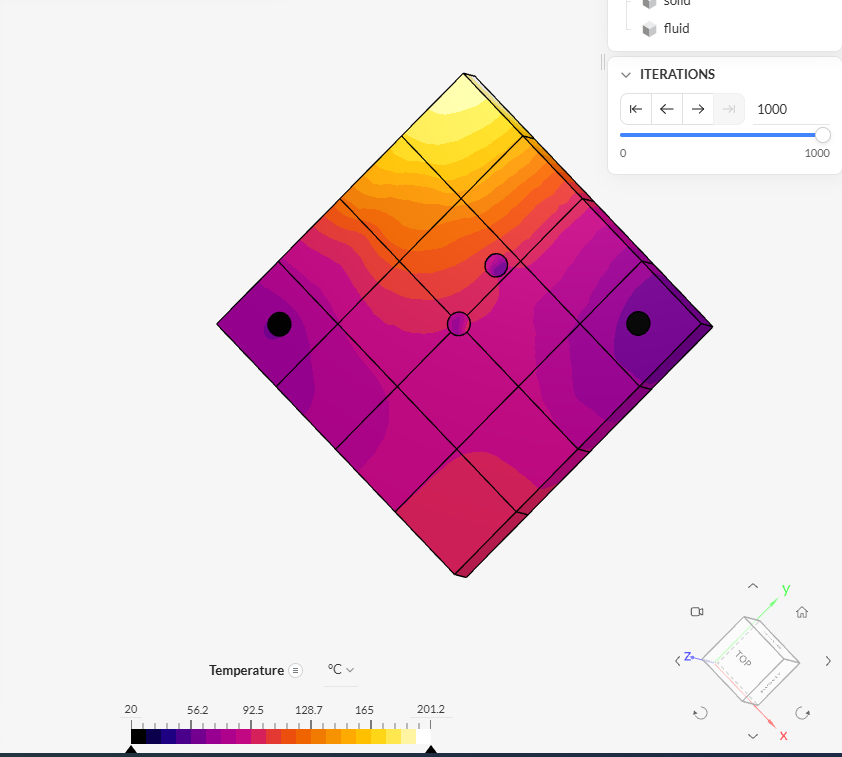 solid
fluid
ITERATIONS
1000
0 1000
y
Z
TOP
x
Temperature °C
20 56.2 92.5 128.7 165 201.2